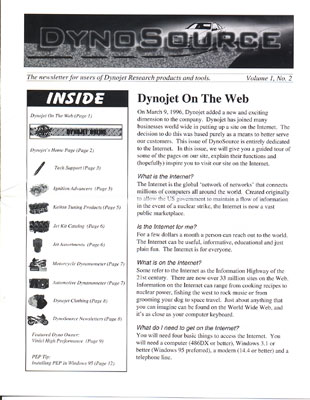 DYNOSOURCE
The newsletter for users of Dynojet Research products and tools.
Volume 1, No. 2
INSIDE
Dynojet On The Web (Page 1)
Dynojet's Home Page (Page 2)
Tech Support (Page 3)
Ignition Advancers (Page 3)
Tuning Products (Page 5)
Jet Kit Catalog (Page 6)
Jet Assortments (Page 6)
Motorcycle Dynamometer (Page 7)
Automotive Dynamometer (Page 7)
Dynojet Clothing (Page 8)
DynoSource Newsletters (Page 8)
Featured Dyno Owner:
High Performance (Page 9)
PEP Tip:
Installing PEP in Windows 95 (Page 12)
Dynojet On The Web
On March 9, 1996, Dynojet added a new and exciting
dimension to the company. Dynojet has joined many
businesses world wide in putting up a site on the Internet. The
decision to do this was based purely as a means to better serve
our customers. This issue of DynoSource is entirely dedicated
to the Internet. In this issue, we will give you a guided tour of
some of the pages on our site, explain their functions and
(hopefully) inspire you to visit our site on the Internet.
What is the Internet?
The Internet is the global 'network of networks' that connects
millions of computers all around the world. Created originally
to allow the US government to maintain a flow of information
in the event of a nuclear strike, the Internet is now a vast
public marketplace.
Is the Internet for me?
For a few dollars a month a person can reach out to the world.
The Internet can be useful, informative, educational and just
plain fun. The Internet is for everyone.
What is on the Internet?
Some refer to the Internet as the Information Highway of the
21st century. There are now over 33 million sites on the Web.
Information on the Internet can range from cooking recipes to
nuclear power, fishing the west to rock music or from
grooming your dog to space travel. Just about anything that
you can imagine can be found on the World Wide Web, and
it's as close as your computer keyboard.
What do I need to get on the Internet?
You will need four basic things to access the Internet. You
will need a computer (486DX or better), Windows 3.1 or
better (Windows 95 preferred), a modem (14.4 or better) and a
telephone line.